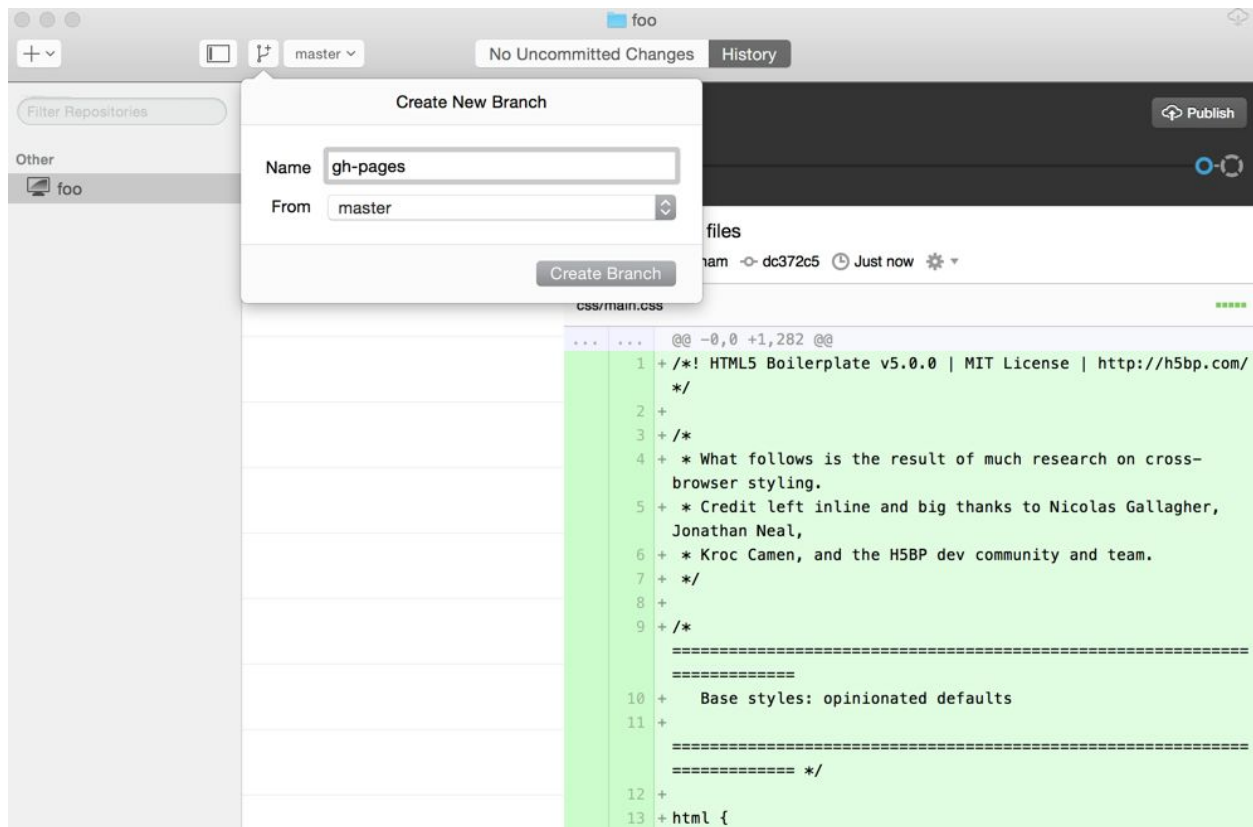 foo
master
No Uncommitted Changes
History
Filter Repositories
Create New Branch
Publish
Other
foo
Name
gh-pages
From
master
Create Branch
files
ham
dc372c5
Just now
css/main.css
... ... @@ -0,0 +1,282 @@
1 + /*! HTML5 Boilerplate v5.0.0 | MIT License | http://h5bp.com/
*/
2 +
3 + /*
4 + * What follows is the result of much research on cross-
browser styling.
5 + * Credit left inline and big thanks to Nicolas Gallagher,
Jonathan Neal,
6 + * Kroc Camen, and the H5BP dev community and team.
7 + */
8 +
9 + /*
=============================================================
=============
10 + Base styles: opinionated defaults
11 +
=============================================================
============= */
12 +
13 + html {